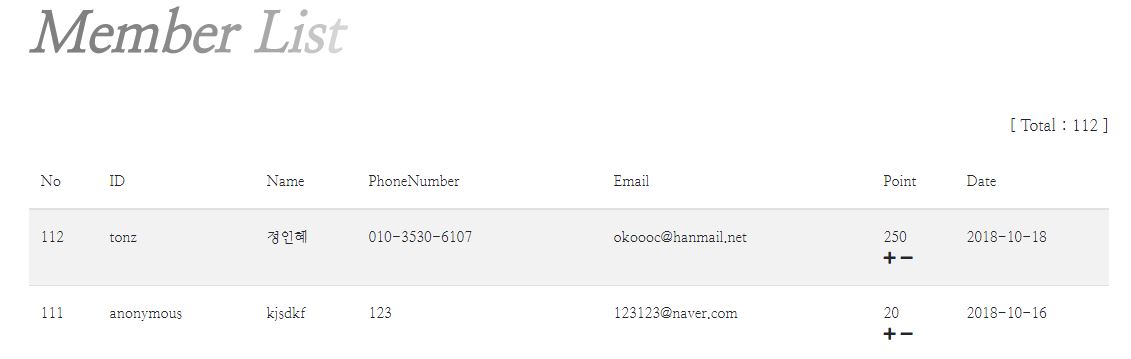 Member List
[ Total : 112 ]
No ID Name PhoneNumber Email Point Date
112 tonz 정인혜 010-3530-6107 okoooc@hanmail.net 250 2018-10-18
+ -
111 anonymous kjsdkf 123 123123@naver.com 20 2018-10-16
+ -